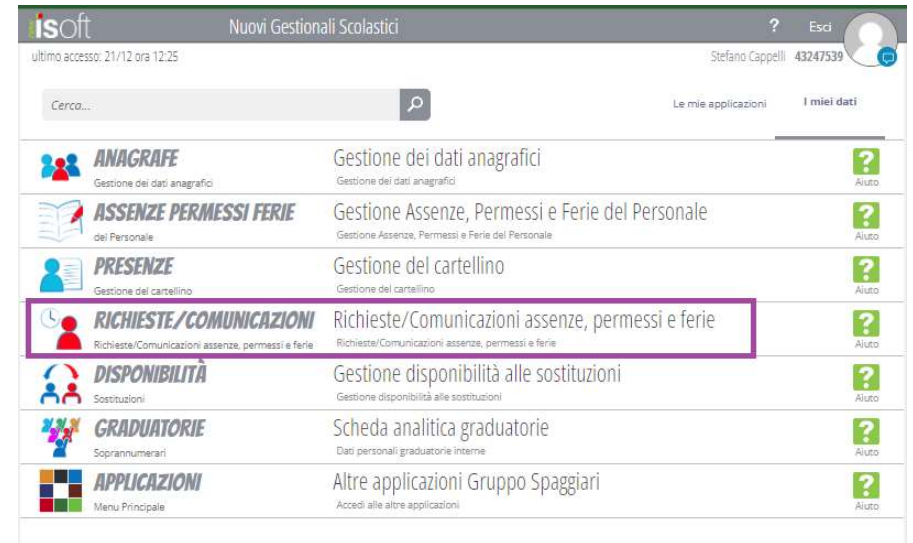 isoft Nuovi Gestionali Scolastici ? Esci
ultimo accesso: 21/12 ora 12:25 Stefano Cappelli 43247539
Cerca... Le mie applicazioni I miei dati
ANAGRAFE Gestione dei dati anagrafici ?
Gestione dei dati anagrafici Gestione dei dati anagrafici Aiuto
ASSENZE PERMESSI FERIE Gestione Assenze, Permessi e Ferie del Personale ?
del Personale Gestione Assenze, Permessi e Ferie del Personale Aiuto
PRESENZE Gestione del cartellino ?
Gestione del cartellino Gestione del cartellino Aiuto
RICHIESTE/COMUNICAZIONI Richieste/Comunicazioni assenze, permessi e ferie ?
Richieste/Comunicazioni assenze, permessi e ferie Richieste/Comunicazioni assenze, permessi e ferie Aiuto
DISPONIBILITÀ Gestione disponibilità alle sostituzioni ?
Sostituzioni Gestione disponibilità alle sostituzioni Aiuto
GRADUATORIE Scheda analitica graduatorie ?
Soprannumerari Dati personali graduatorie interne Aiuto
APPLICAZIONI Altre applicazioni Gruppo Spaggiari ?
Menu Principale Accedi alle altre applicazioni Aiuto